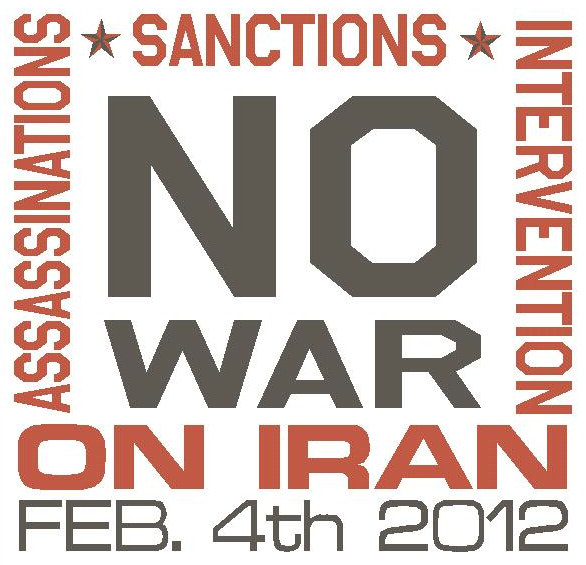 ASSASSINATIONS
SANCTIONS
INTERVENTION
NO
WAR
ON IRAN
FEB. 4th 2012